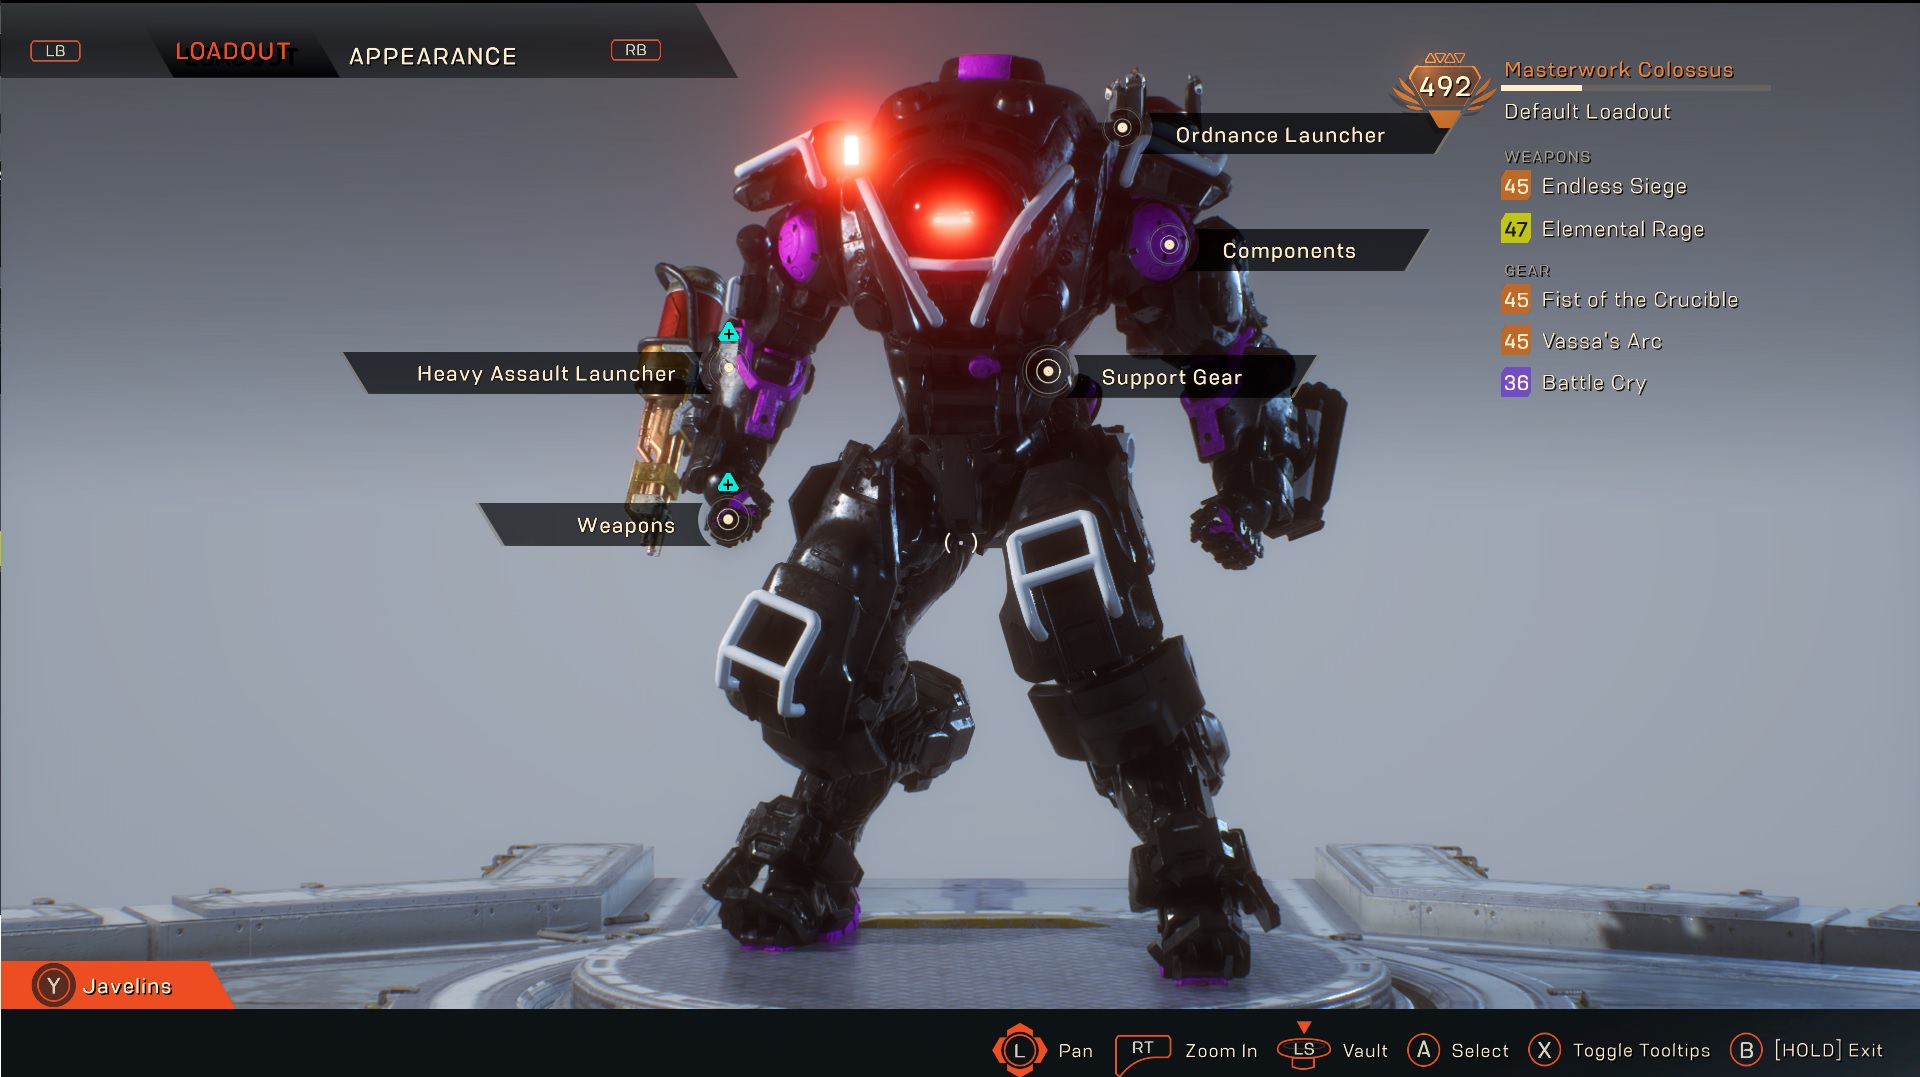 LB
LOADOUT
APPEARANCE
RB
492
Masterwork Colossus
Default Loadout
WEAPONS
45 Endless Siege
47 Elemental Rage
GEAR
45 Fist of the Crucible
45 Vassa's Arc
36 Battle Cry
Ordnance Launcher
Components
Heavy Assault Launcher
Support Gear
Weapons
Y Javelins
L Pan
RT Zoom In
LS Vault
A Select
X Toggle Tooltips
B [HOLD] Exit